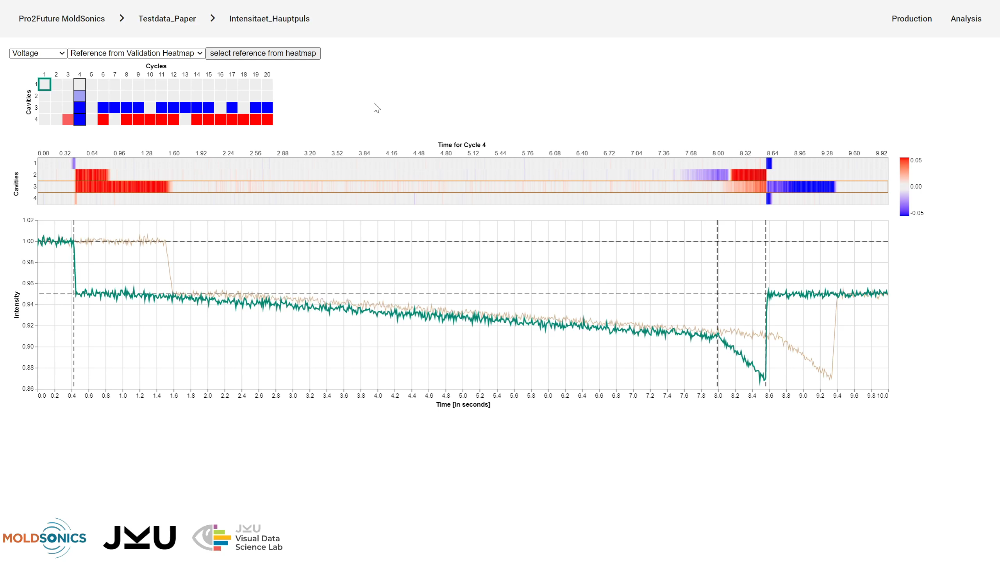 Pro2Future MoldSonics > Testdata_Paper > Intensitaet_Hauptpuls Production Analysis
Voltage Reference from Validation Heatmap select reference from heatmap
Cycles
1 2 3 4 5 6 7 8 9 10 11 12 13 14 15 16 17 18 19 20
Cavities
1
2
3
4
Time for Cycle 4
0.00 0.32 0.64 0.96 1.28 1.60 1.92 2.24 2.56 2.88 3.20 3.52 3.84 4.16 4.48 4.80 5.12 5.44 5.76 6.08 6.40 6.72 7.04 7.36 7.68 8.00 8.32 8.64 8.96 9.28 9.60 9.92
Cavities
1
2
3
4
0.05
0.00
-0.05
Intensity
1.02
1.00
0.98
0.96
0.94
0.92
0.90
0.88
0.86
0.0 0.2 0.4 0.6 0.8 1.0 1.2 1.4 1.6 1.8 2.0 2.2 2.4 2.6 2.8 3.0 3.2 3.4 3.6 3.8 4.0 4.2 4.4 4.6 4.8 5.0 5.2 5.4 5.6 5.8 6.0 6.2 6.4 6.6 6.8 7.0 7.2 7.4 7.6 7.8 8.0 8.2 8.4 8.6 8.8 9.0 9.2 9.4 9.6 9.8 10.0
Time [in seconds]
MOLDSONICS
JKU
JKU
Visual Data
Science Lab